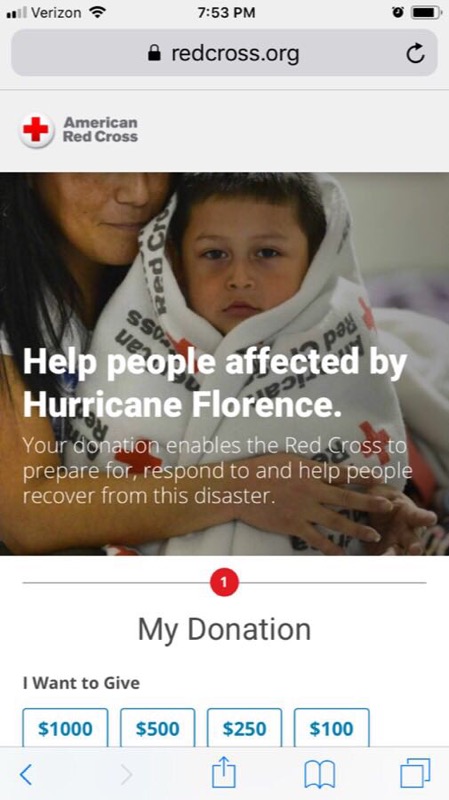 Verizon 7:53 PM
redcross.org
American
Red Cross
Red Cro
Help people affected by
Hurricane Florence.
Your donation enables the Red Cross to
prepare for, respond to and help people
recover from this disaster.
1
My Donation
I Want to Give
$1000 $500 $250 $100